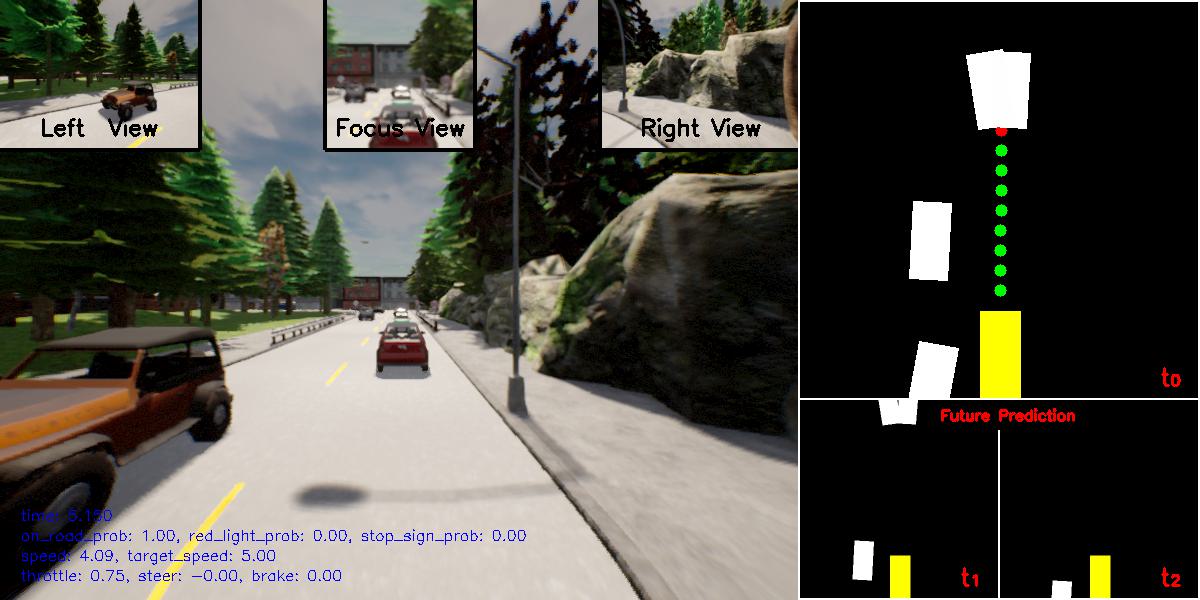 Left View
Focus View
Right View
t0
Future Prediction
time: 5.150
on_road_prob: 1.00, red_light_prob: 0.00, stop_sign_prob: 0.00
speed: 4.09, target_speed: 5.00
throttle: 0.75, steer: −0.00, brake: 0.00
t1
t2